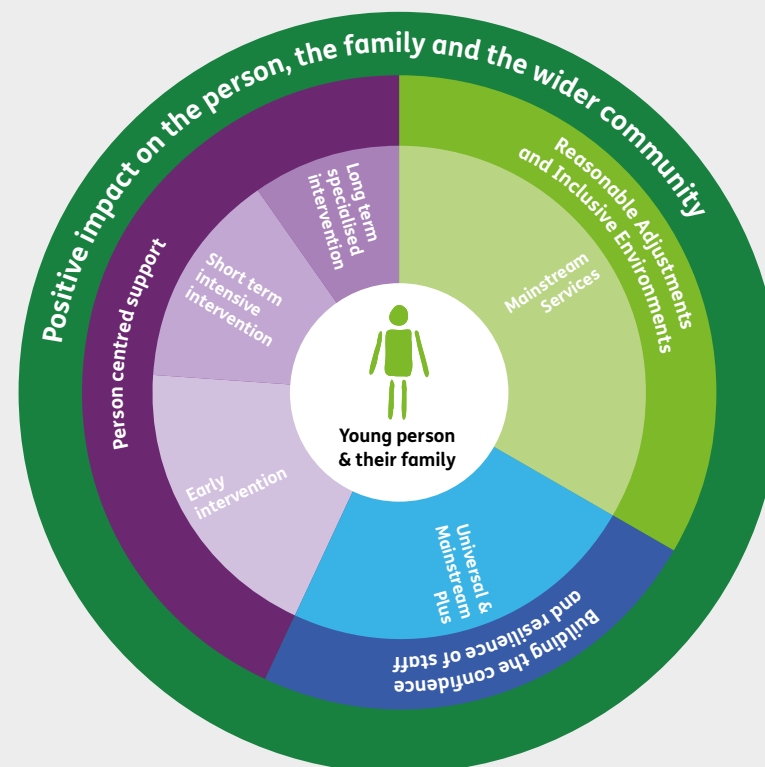 Positive impact on the person, the family and the wider community
Reasonable Adjustments
and Inclusive Environments
Mainstream
Services
Long term
specialised
intervention
Short term
intensive
intervention
Person centred support
Early
intervention
Young person
& their family
Universal &
Mainstream
Plus
Building the confidence
and resilience of staff